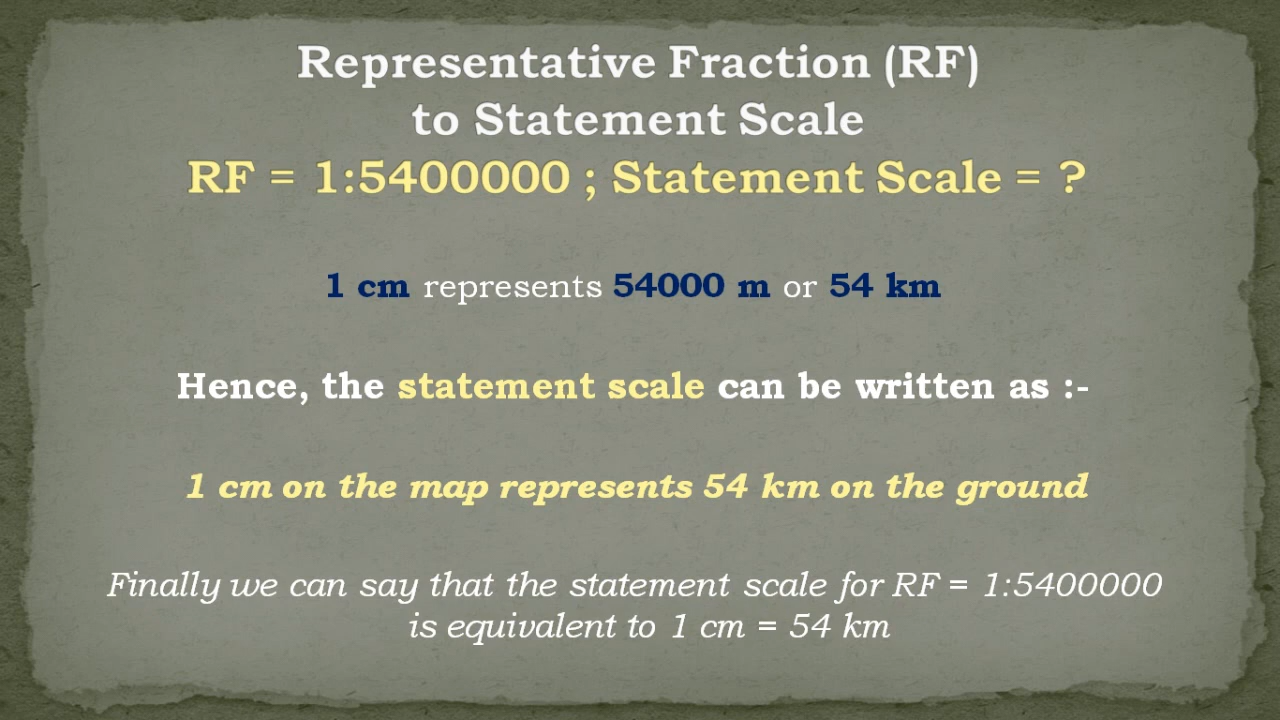 Representative Fraction (RF)
to Statement Scale
RF = 1:5400000 ; Statement Scale = ?
1 cm represents 54000 m or 54 km
Hence, the statement scale can be written as :-
1 cm on the map represents 54 km on the ground
Finally we can say that the statement scale for RF = 1:5400000
is equivalent to 1 cm = 54 km